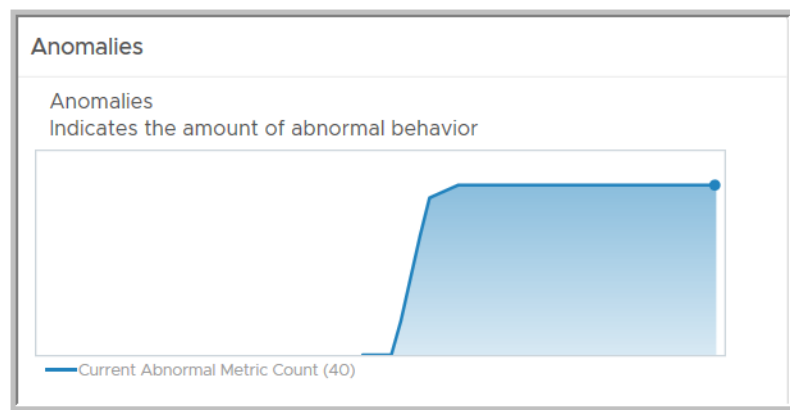 Anomalies
Anomalies
Indicates the amount of abnormal behavior
Current Abnormal Metric Count (40)